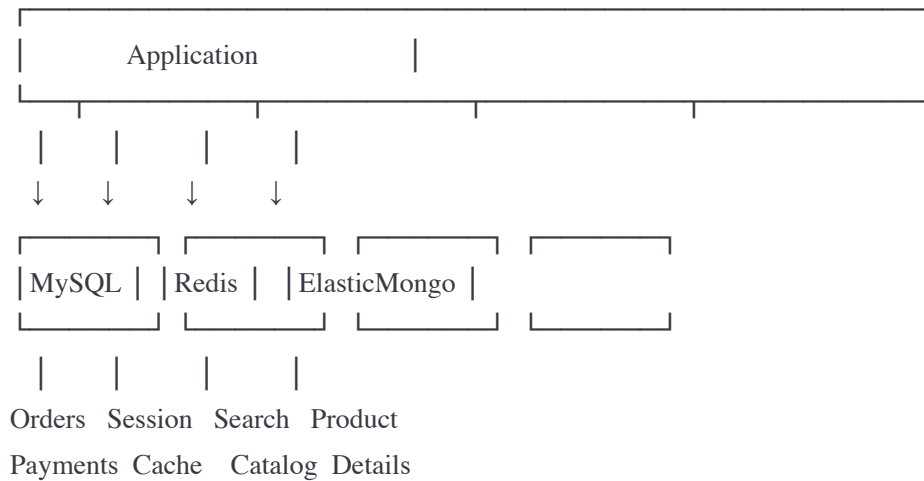 Application
MySQL Redis ElasticMongo
Orders Session Search Product
Payments Cache Catalog Details